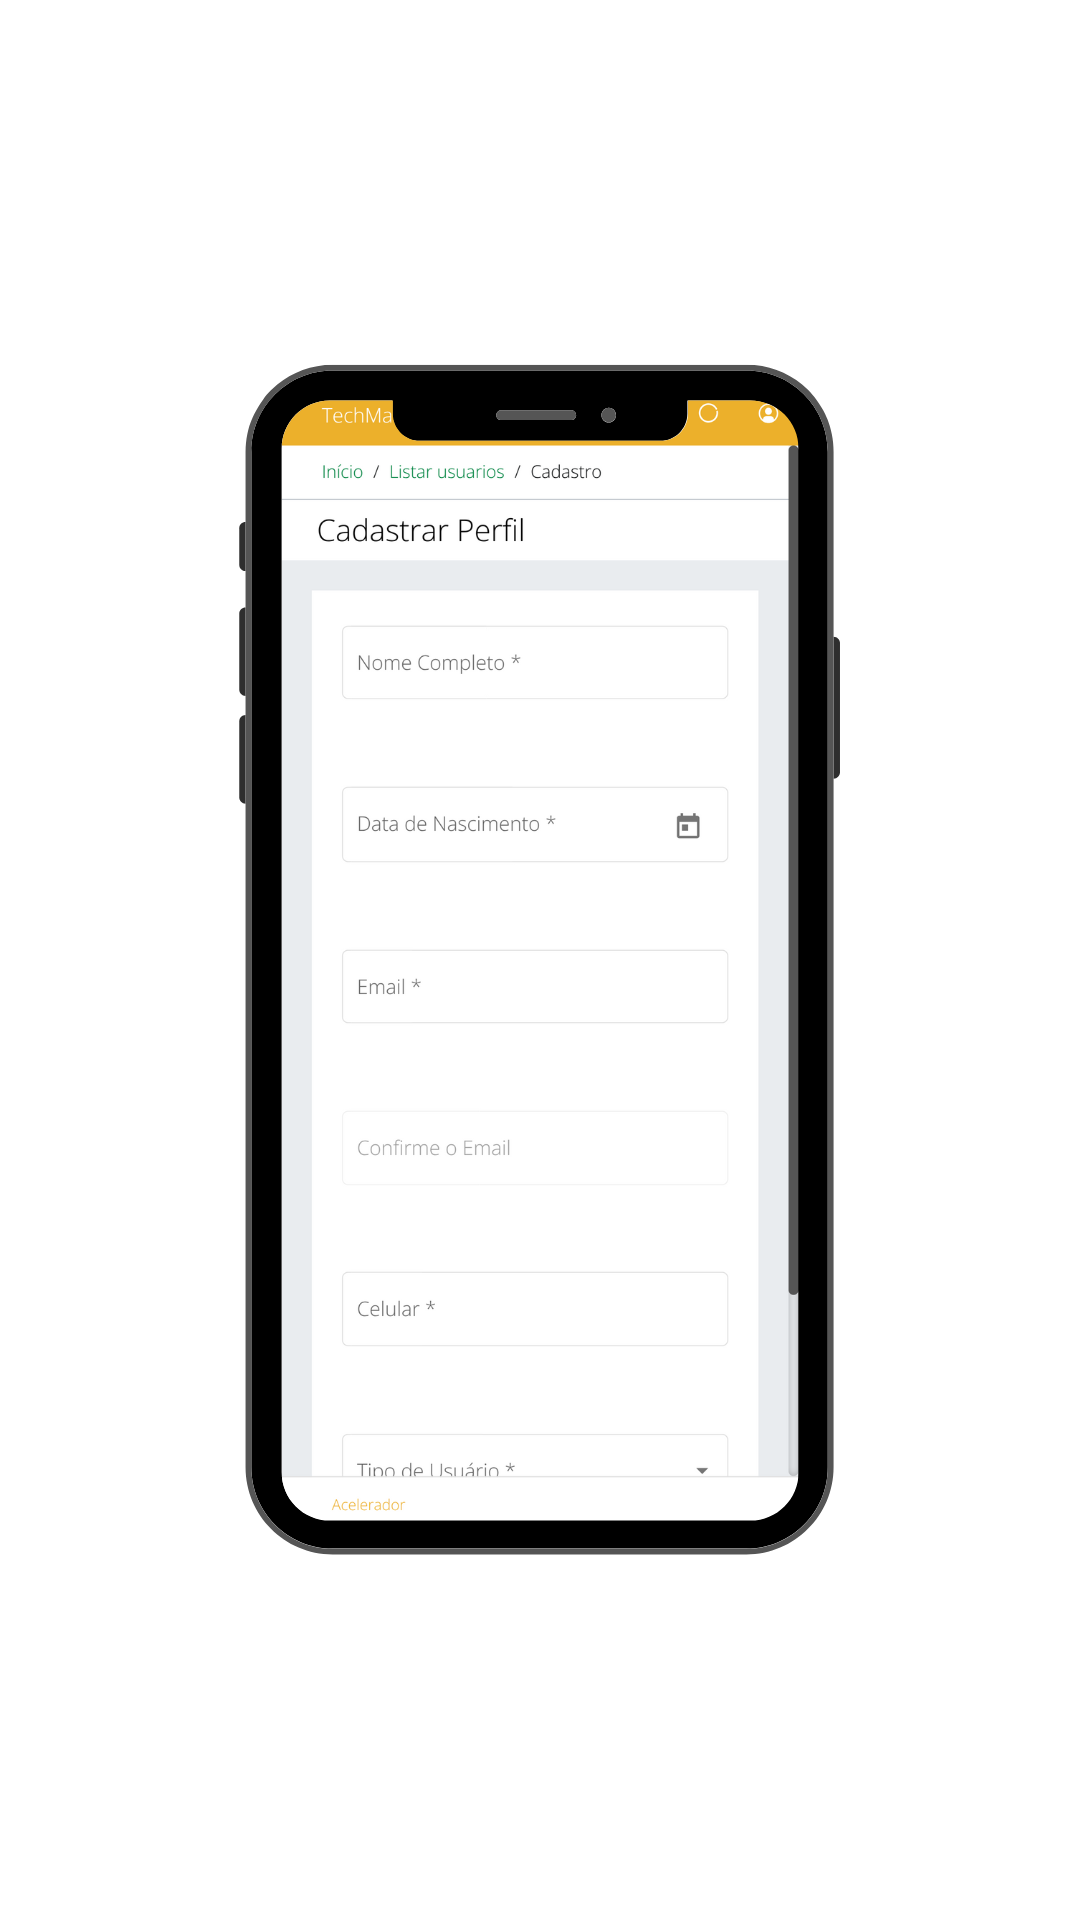 TechMa
Início / Listar usuarios / Cadastro
Cadastrar Perfil
Nome Completo *
Data de Nascimento *
Email *
Confirme o Email
Celular *
Tipo de Usuário *
Acelerador